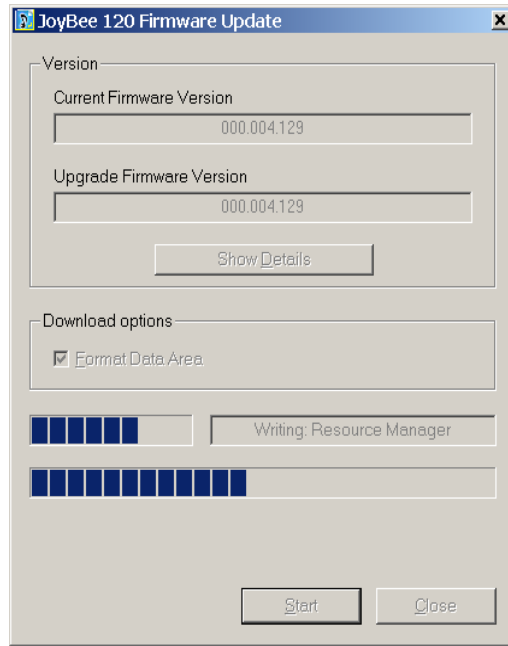 JoyBee 120 Firmware Update
Version
Current Firmware Version
000.004.129
Upgrade Firmware Version
000.004.129
Show Details
Download options
Format Data Area
Writing: Resource Manager
Start
Close